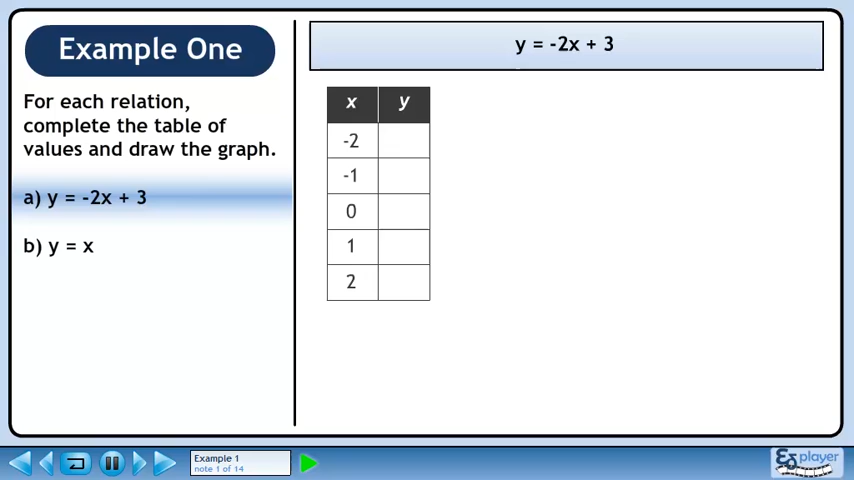 Example One
For each relation,
complete the table of
values and draw the graph.
a) y = -2x + 3
b) y = x
y = -2x + 3
x y
-2
-1
0
1
2
Example 1
note 1 of 14
player